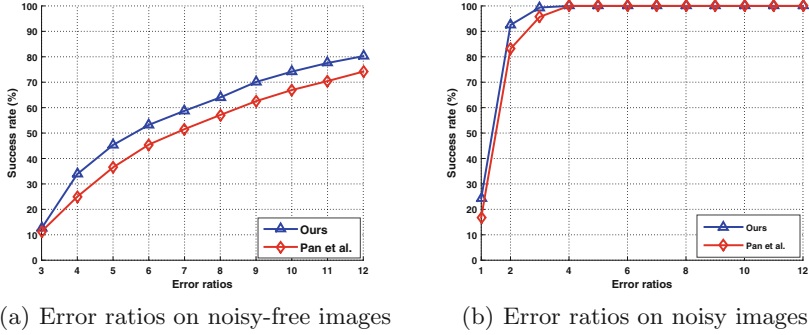 100
90
80
70
60
50
40
30
20
10
0
Success rate (%)
3 4 5 6 7 8 9 10 11 12
Error ratios
Ours
Pan et al.
(a) Error ratios on noisy-free images
100
90
80
70
60
50
40
30
20
10
0
Success rate (%)
1 2 4 6 8 10 12
Error ratios
Ours
Pan et al.
(b) Error ratios on noisy images